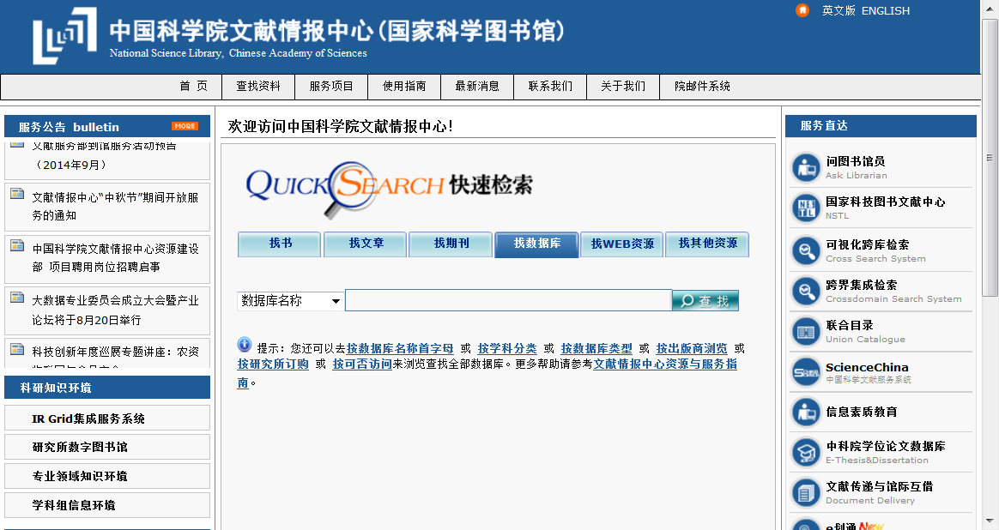 中国科学院文献情报中心(国家科学图书馆)
National Science Library, Chinese Academy of Sciences
英文版 ENGLISH
首 页
查找资料
服务项目
使用指南
最新消息
联系我们
关于我们
院邮件系统
服务公告 bulletin
MORE
文献服务部到馆服务活动预告
（2014年9月）
文献情报中心“中秋节”期间开放服
务的通知
中国科学院文献情报中心资源建设
部 项目聘用岗位招聘启事
大数据专业委员会成立大会暨产业
论坛将于8月20日举行
科技创新年度巡展专题讲座：农资
科研知识环境
IR Grid集成服务系统
研究所数字图书馆
专业领域知识环境
学科组信息环境
欢迎访问中国科学院文献情报中心！
QUICK SEARCH 快速检索
找书
找文章
找期刊
找数据库
找WEB资源
找其他资源
数据库名称
查 找
提示：您还可以去按数据库名称首字母 或 按学科分类 或 按数据库类型 或 按出版商浏览 或
按研究所订购 或 按可否访问来浏览查找全部数据库。更多帮助请参考文献情报中心资源与服务指
南。
服务直达
问图书馆员
Ask Librarian
国家科技图书文献中心
NSTL
可视化跨库检索
Cross Search System
跨界集成检索
Crossdomain Search System
联合目录
Union Catalogue
ScienceChina
中国科学文献服务系统
信息素质教育
中科院学位论文数据库
E-Thesis&Dissertation
文献传递与馆际互借
Document Delivery
e划通 New